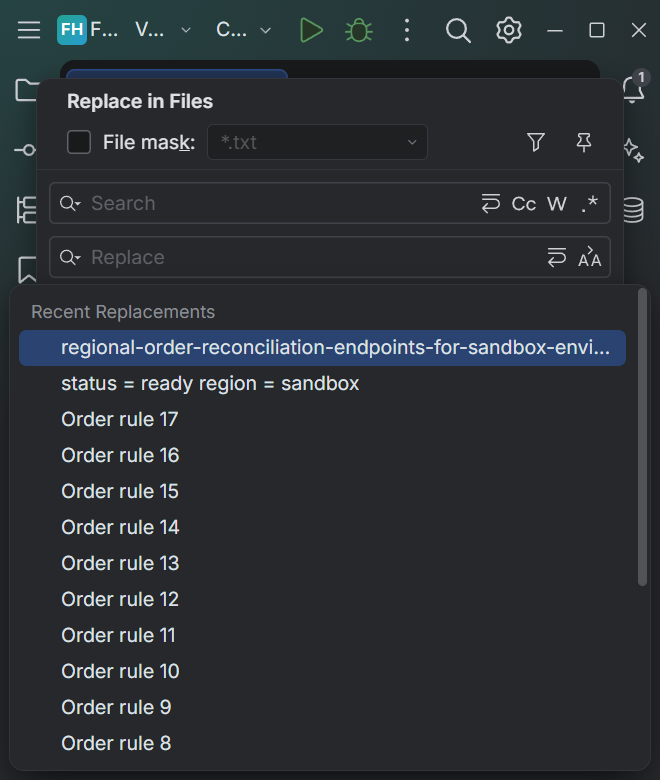 FH F... V... C...
1
Replace in Files
File mask: *.txt
Search Cc W .*
Replace AA
Recent Replacements
regional-order-reconciliation-endpoints-for-sandbox-envi...
status = ready region = sandbox
Order rule 17
Order rule 16
Order rule 15
Order rule 14
Order rule 13
Order rule 12
Order rule 11
Order rule 10
Order rule 9
Order rule 8